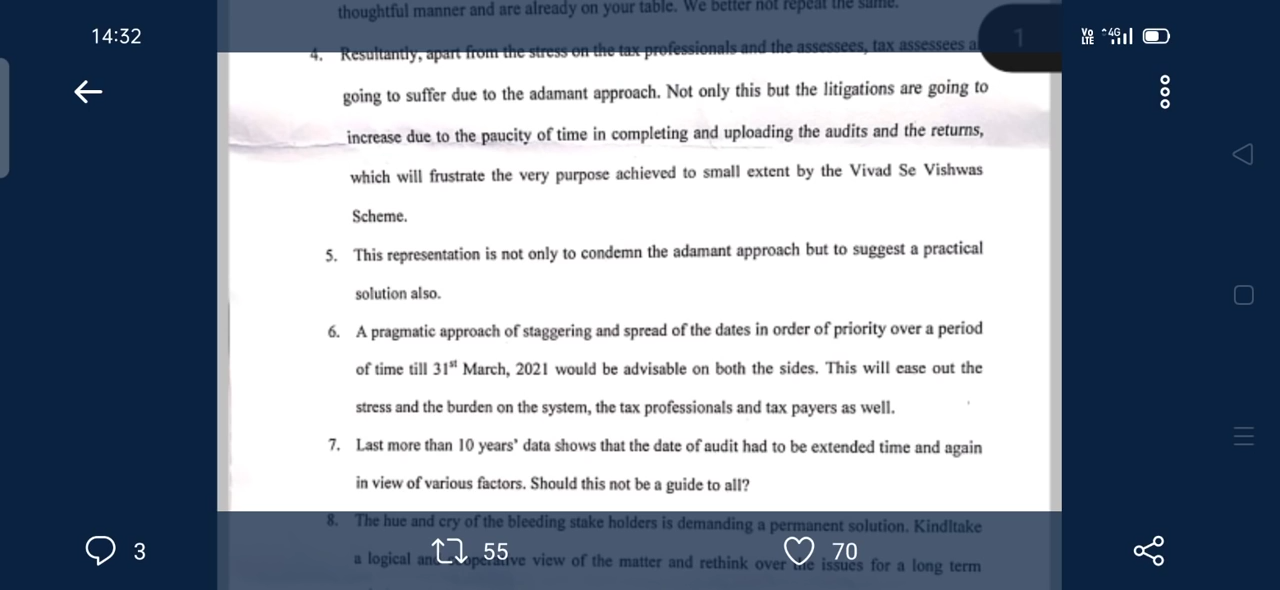 thoughtful manner and are already on your table. We better not repeat the same.
14:32
1
Vo LTE 4G
4. Resultantly, apart from the stress on the tax professionals and the assessees, tax assessees
going to suffer due to the adamant approach. Not only this but the litigations are going to
increase due to the paucity of time in completing and uploading the audits and the returns,
which will frustrate the very purpose achieved to small extent by the Vivad Se Vishwas
Scheme.
5. This representation is not only to condemn the adamant approach but to suggest a practical
solution also.
6. A pragmatic approach of staggering and spread of the dates in order of priority over a period
of time till 31st March, 2021 would be advisable on both the sides. This will ease out the
stress and the burden on the system, the tax professionals and tax payers as well.
7. Last more than 10 years' data shows that the date of audit had to be extended time and again
in view of various factors. Should this not be a guide to all?
8. The hue and cry of the bleeding stake holders is demanding a permanent solution. Kindltake
a logical view of the matter and rethink over the issues for a long term
3
55
70